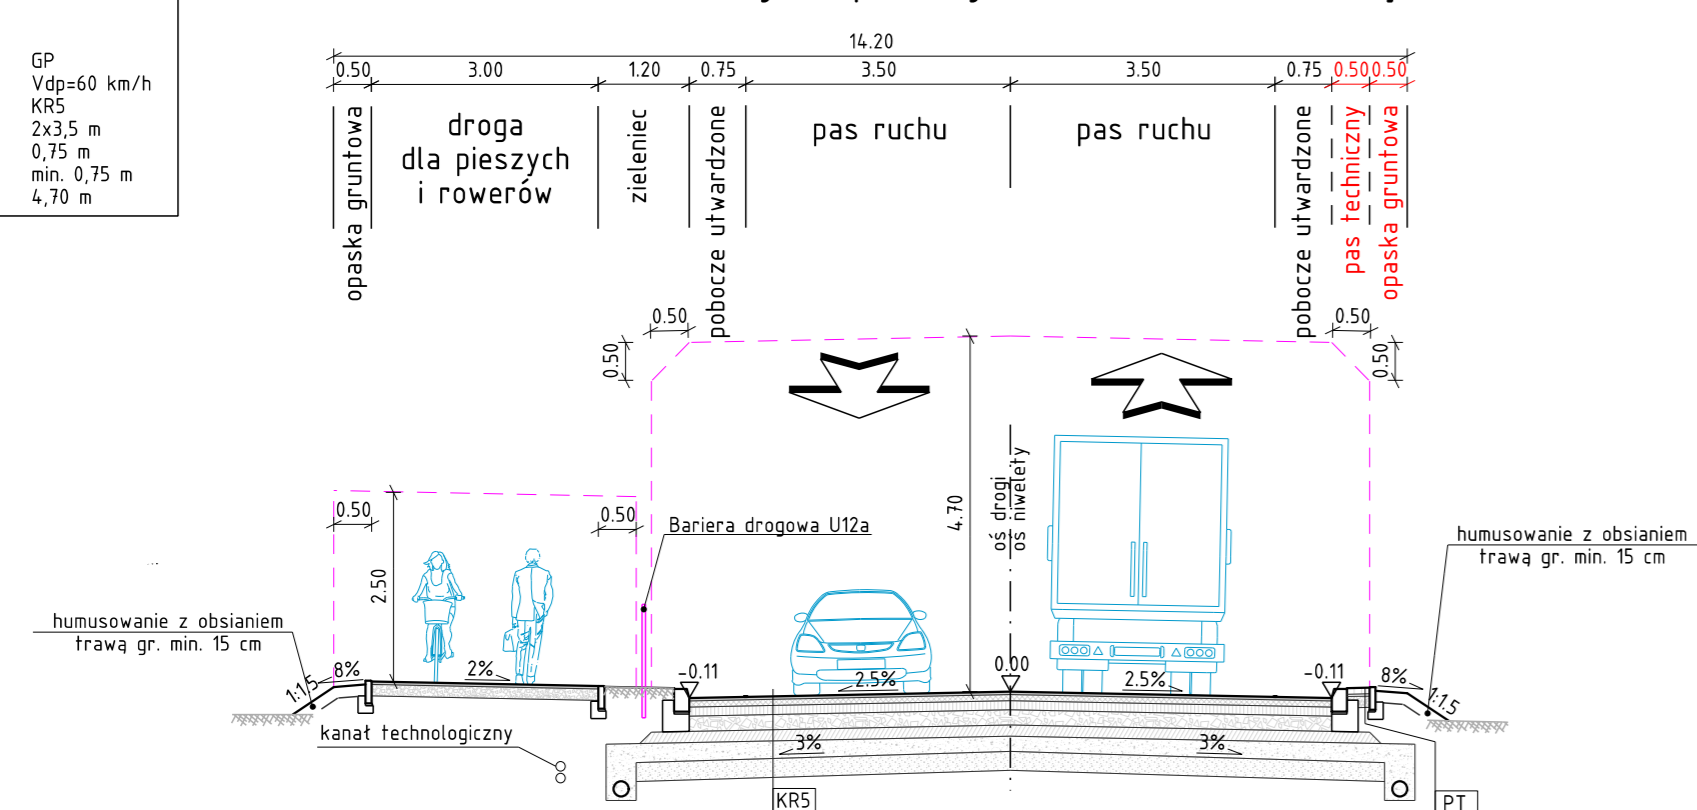 GP
Vdp=60 km/h
KR5
2x3,5 m
0,75 m
min. 0,75 m
4,70 m
14.20
0.50 3.00 1.20 0.75 3.50 3.50 0.75 0.50 0.50
opaska gruntowa
droga
dla pieszych
i rowerów
zieleniec
pobocze utwardzone
pas ruchu
pas ruchu
pobocze utwardzone
pas techniczny
opaska gruntowa
0.50
0.50
0.50
0.50
4.70
oś drogi
oś niwelety
0.50
0.50
2.50
Bariera drogowa U12a
humusowanie z obsianiem
trawą gr. min. 15 cm
humusowanie z obsianiem
trawą gr. min. 15 cm
1:1.5
8%
2%
-0.11
2.5%
0.00
2.5%
-0.11
8%
1:1.5
kanał technologiczny
3%
3%
KR5
PT